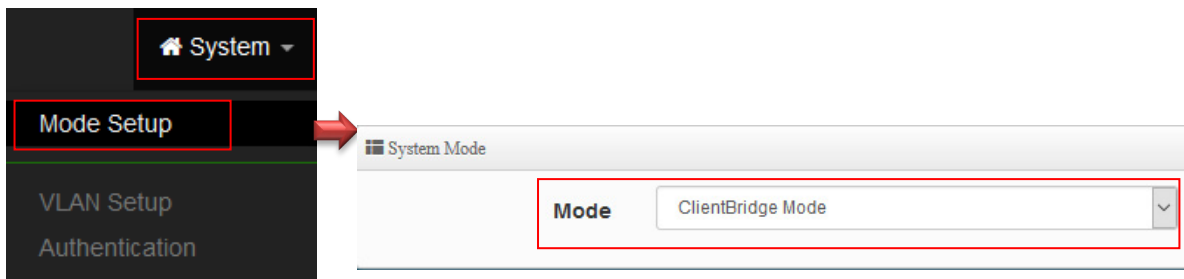 System
Mode Setup
VLAN Setup
Authentication
System Mode
Mode ClientBridge Mode